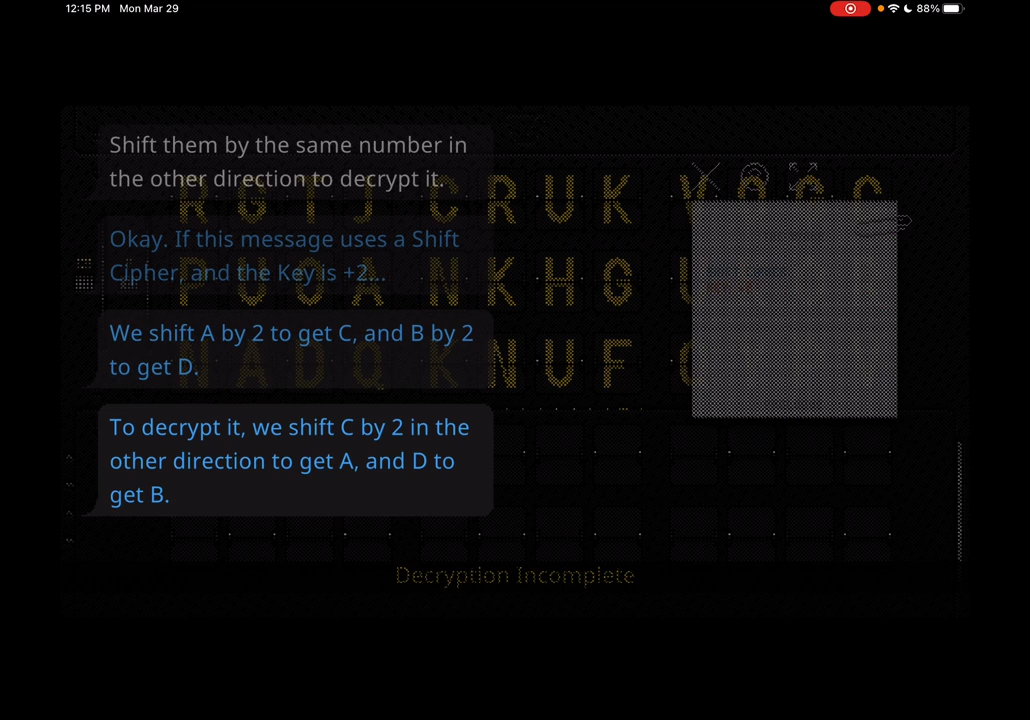 12:15 PM Mon Mar 29
88%
Shift them by the same number in
the other direction to decrypt it.
Okay. If this message uses a Shift
Cipher, and the Key is +2...
We shift A by 2 to get C, and B by 2
to get D.
To decrypt it, we shift C by 2 in the
other direction to get A, and D to
get B.
R G T J C R U K
P U O A N K H G
N A D Q K N U F
Decryption Incomplete